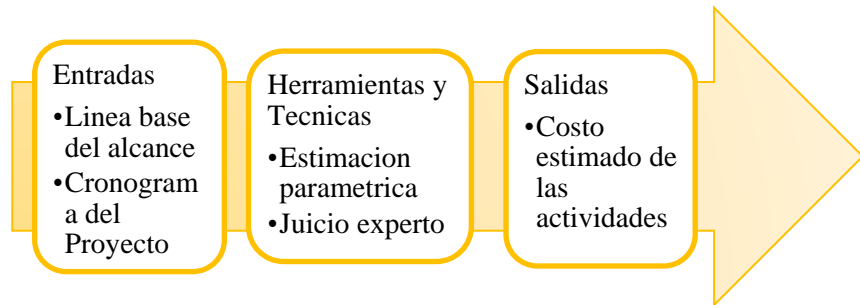 Entradas
•Linea base
del alcance
•Cronogram
a del
Proyecto
Herramientas y
Tecnicas
•Estimacion
parametrica
•Juicio experto
Salidas
•Costo
estimado de
las
actividades